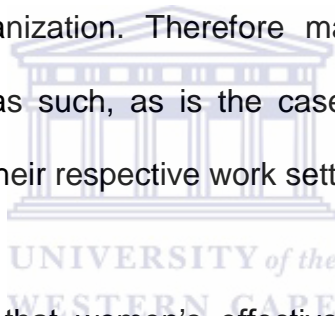 anization. Therefore ma
as such, as is the case
heir respective work sett
UNIVERSITY of the
that women's effective
WESTERN CAPE